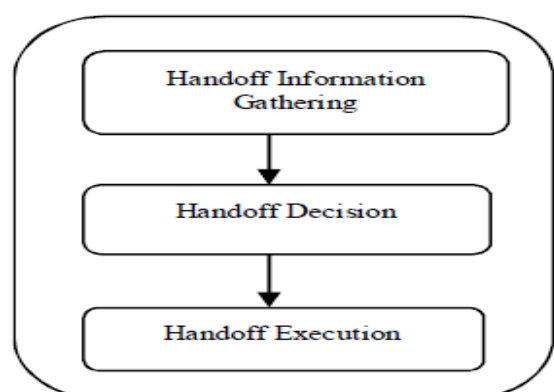 Handoff Information
Gathering
Handoff Decision
Handoff Execution